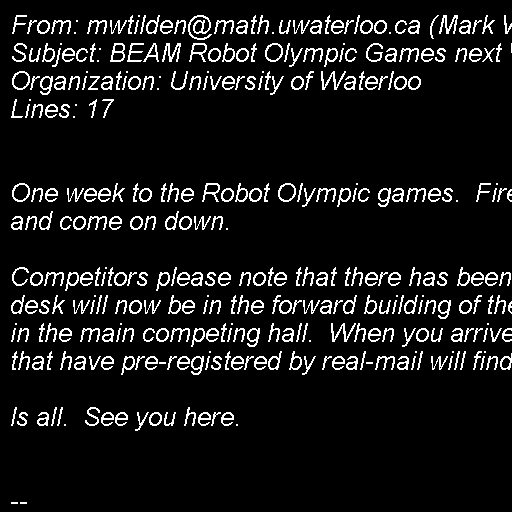 From: mwtilden@math.uwaterloo.ca (Mark
Subject: BEAM Robot Olympic Games next
Organization: University of Waterloo
Lines: 17
One week to the Robot Olympic games.  Fire
and come on down.
Competitors please note that there has been
desk will now be in the forward building of the
in the main competing hall.  When you arrive
that have pre-registered by real-mail will find
Is all.  See you here.
--